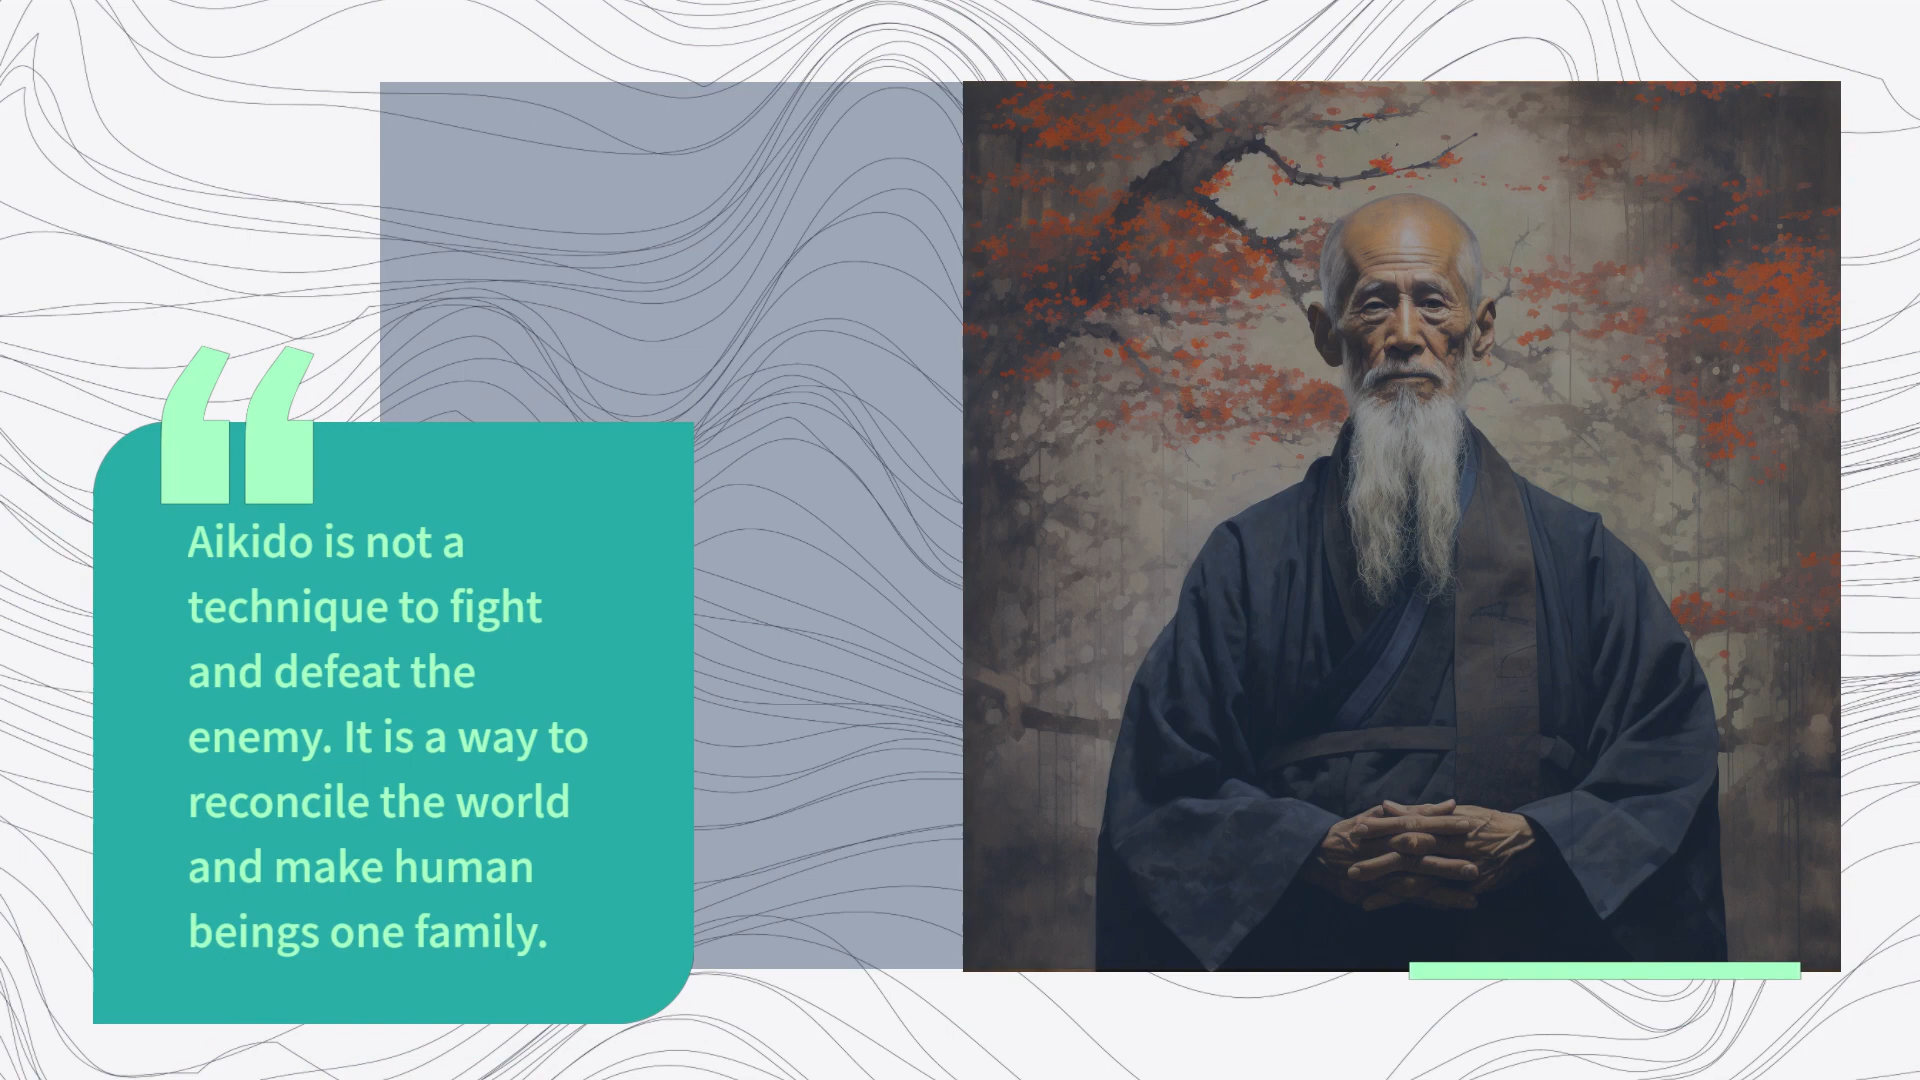 Aikido is not a
technique to fight
and defeat the
enemy. It is a way to
reconcile the world
and make human
beings one family.